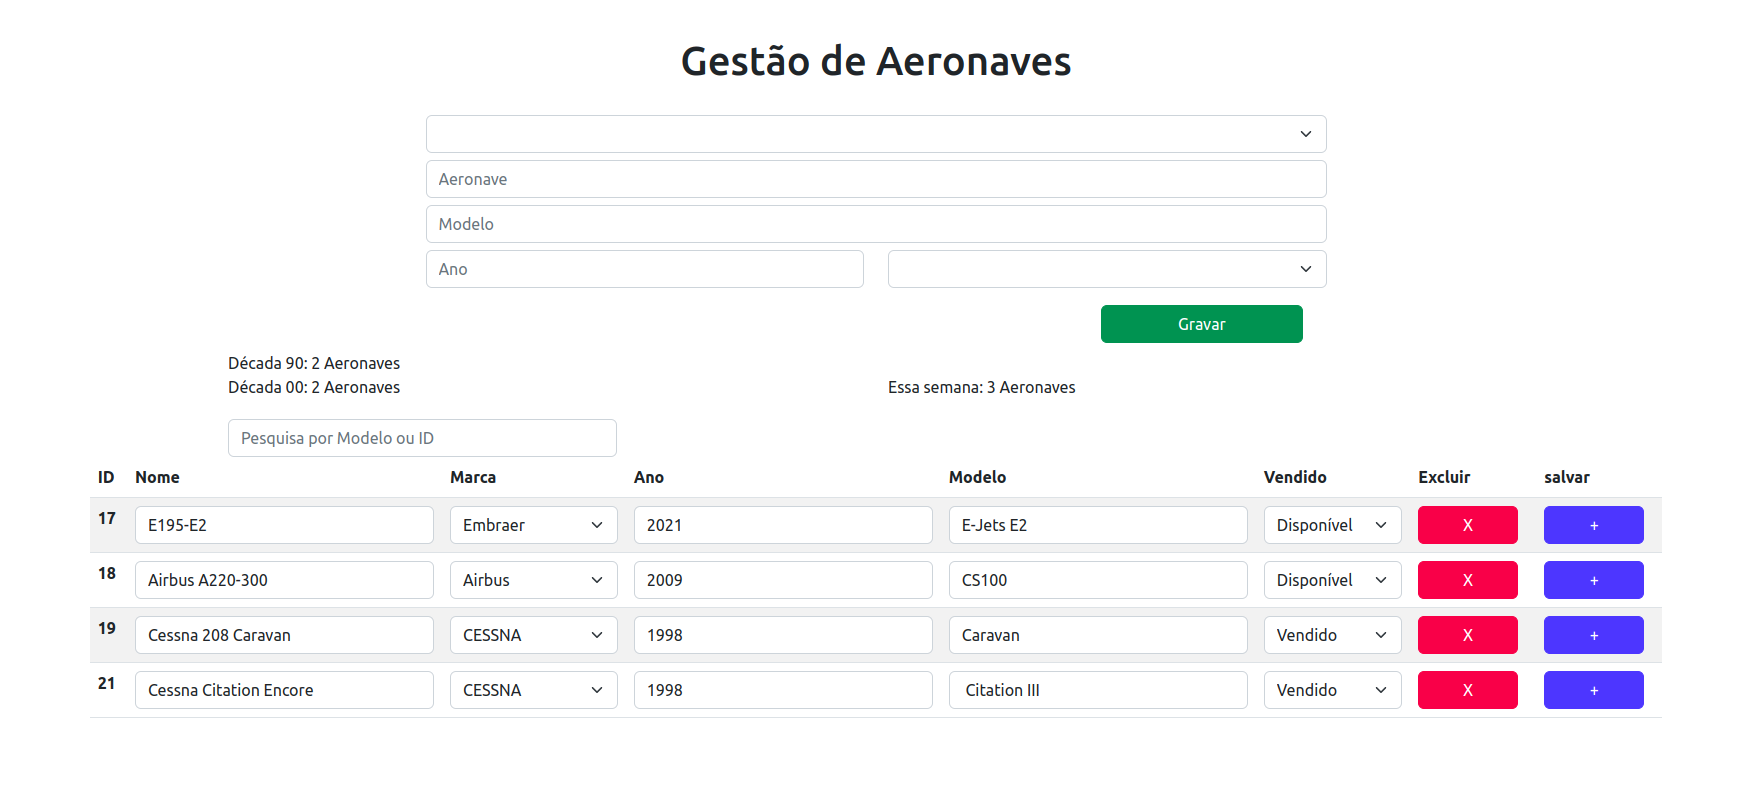 Gestão de Aeronaves
Aeronave
Modelo
Ano
Gravar
Década 90: 2 Aeronaves
Década 00: 2 Aeronaves Essa semana: 3 Aeronaves
Pesquisa por Modelo ou ID
ID Nome Marca Ano Modelo Vendido Excluir salvar
17 E195-E2 Embraer 2021 E-Jets E2 Disponível X +
18 Airbus A220-300 Airbus 2009 CS100 Disponível X +
19 Cessna 208 Caravan CESSNA 1998 Caravan Vendido X +
21 Cessna Citation Encore CESSNA 1998 Citation III Vendido X +